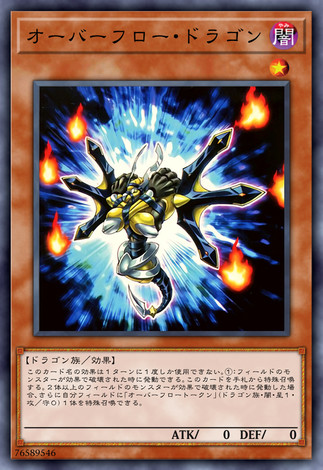 オーバーフロー・ドラゴン
やみ
闇
【ドラゴン族／効果】
このカード名の効果は１ターンに１度しか使用できない。①：フィールドのモ
ンスターが効果で破壊された時に発動できる。このカードを手札から特殊召喚
する。２体以上のフィールドのモンスターが効果で破壊された時に発動した場
合、さらに自分フィールドに「オーバーフロートークン」（ドラゴン族・闇・星１・
攻／守０）１体を特殊召喚できる。
ATK/ 0 DEF/ 0
76589546